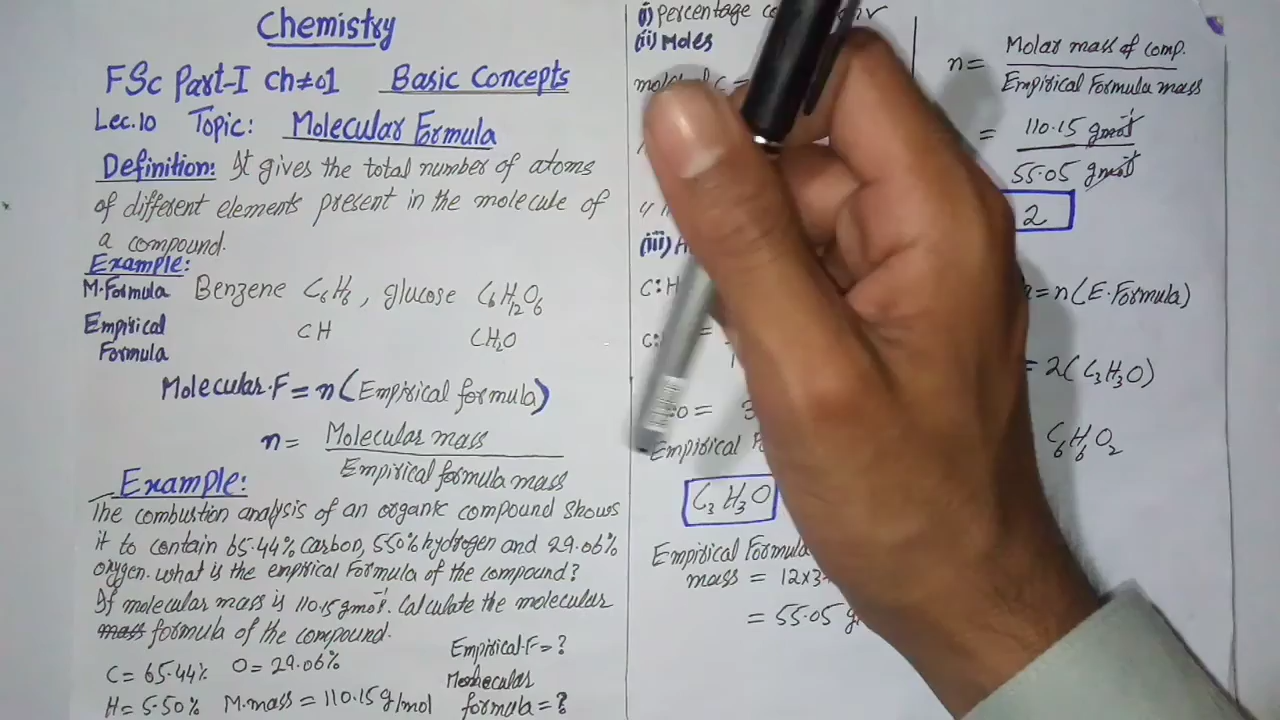 Chemistry
FSc Part-I Ch≠01 Basic Concepts
Lec.10 Topic: Molecular Formula
Definition: It gives the total number of atoms
of different elements present in the molecule of
a compound.
Example:
M.Formula Benzene C6H6, glucose C6H12O6
Empirical CH CH2O
Formula
Molecular.F = n(Empirical formula)
n = Molecular mass
Empirical formula mass
Example:
The combustion analysis of an organic compound shows
it to contain 65.44% carbon, 550% hydrogen and 29.06%
oxygen. what is the empirical Formula of the compound?
If molecular mass is 110.15 gmol⁻¹. Calculate the molecular
mass formula of the compound.
C = 65.44% O = 29.06%
H = 5.50% M.mass = 110.15 g/mol
Empirical.F = ?
Molecular
formula = ?
(i) Percentage
(ii) Moles
(iii)
C:H
C:H =
= 3
Empirical
C3H3O
Empirical Formula
mass = 12x3
= 55.05
n = Molar mass of comp.
Empirical Formula mass
= 110.15 gmol⁻¹
55.05 gmol⁻¹
2
= n(E.Formula)
= 2(C3H3O)
C6H6O2